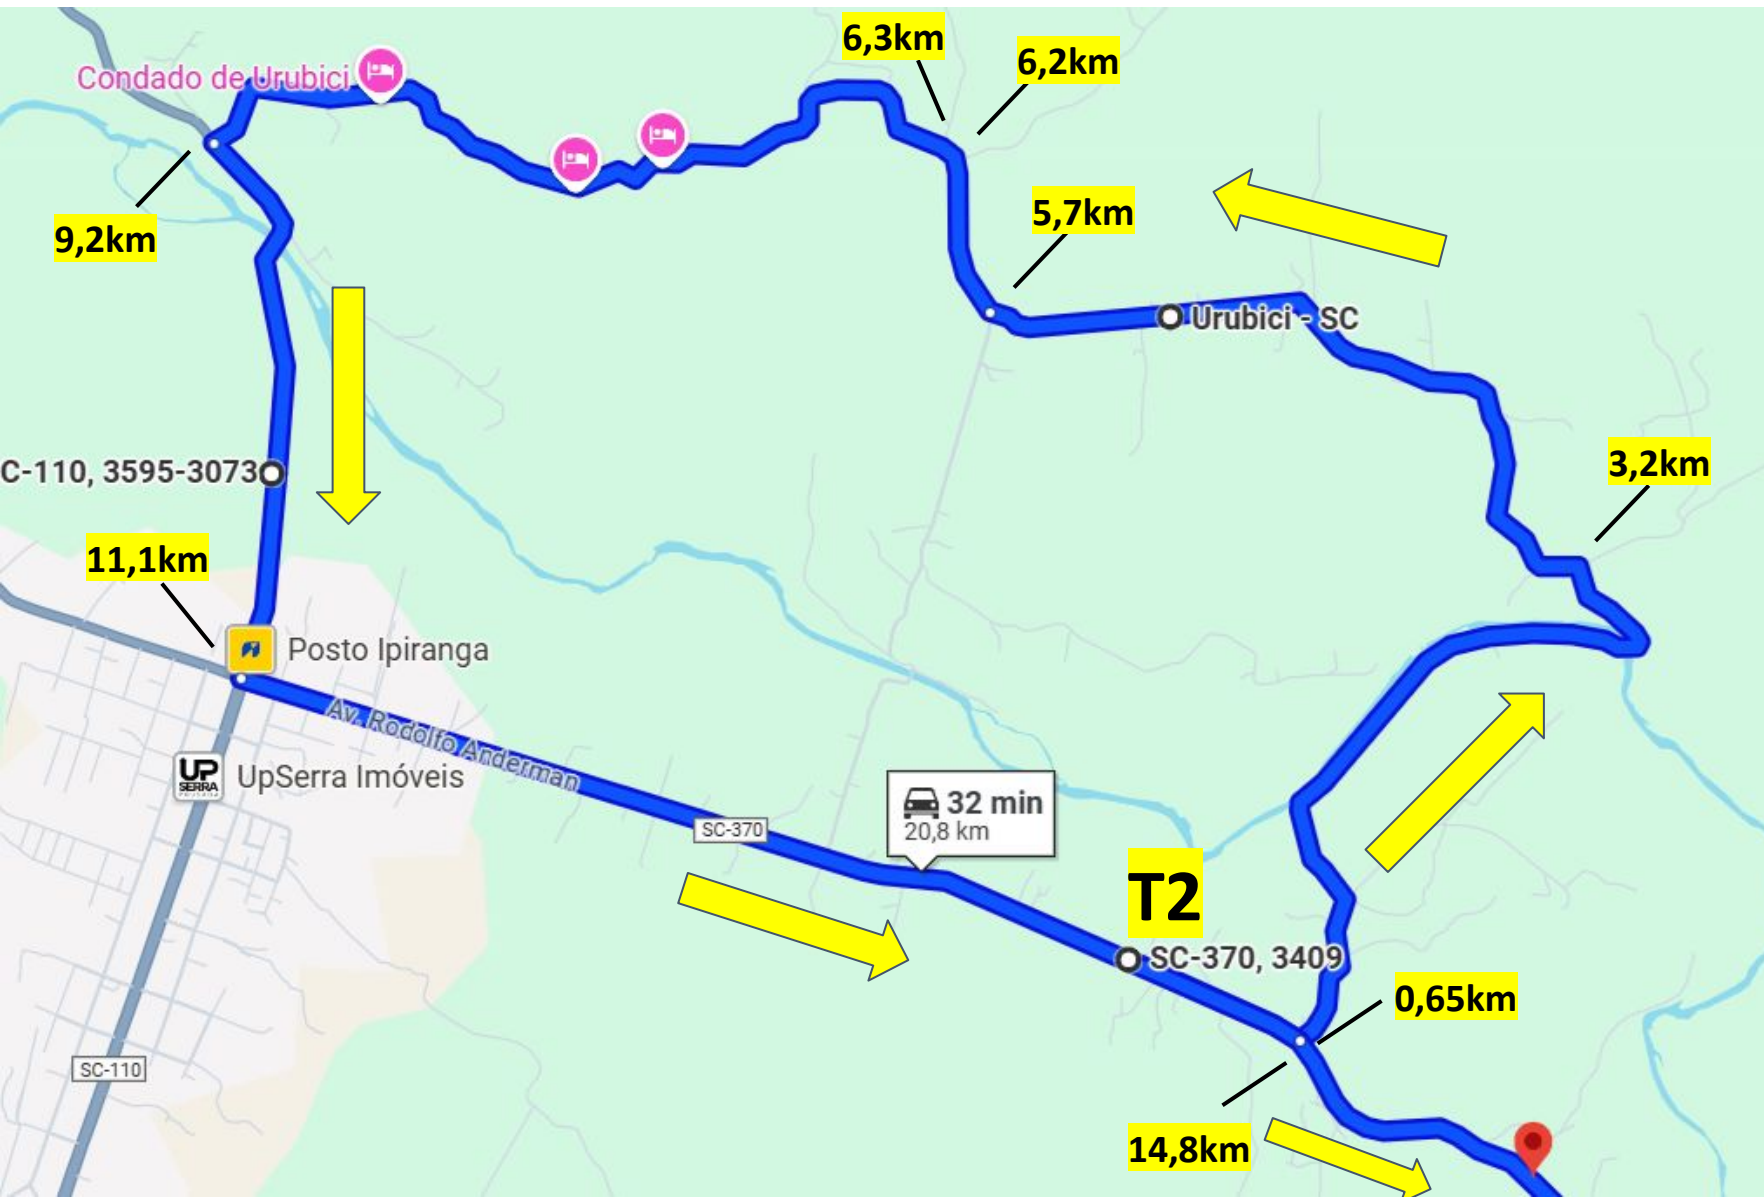 6,3km
6,2km
Condado de Urubici
9,2km
5,7km
Urubici - SC
3,2km
C-110, 3595-3073
11,1km
Posto Ipiranga
Av. Rodolfo Anderman
UP
SERRA
UpSerra Imóveis
SC-370
32 min
20,8 km
T2
SC-370, 3409
0,65km
SC-110
14,8km